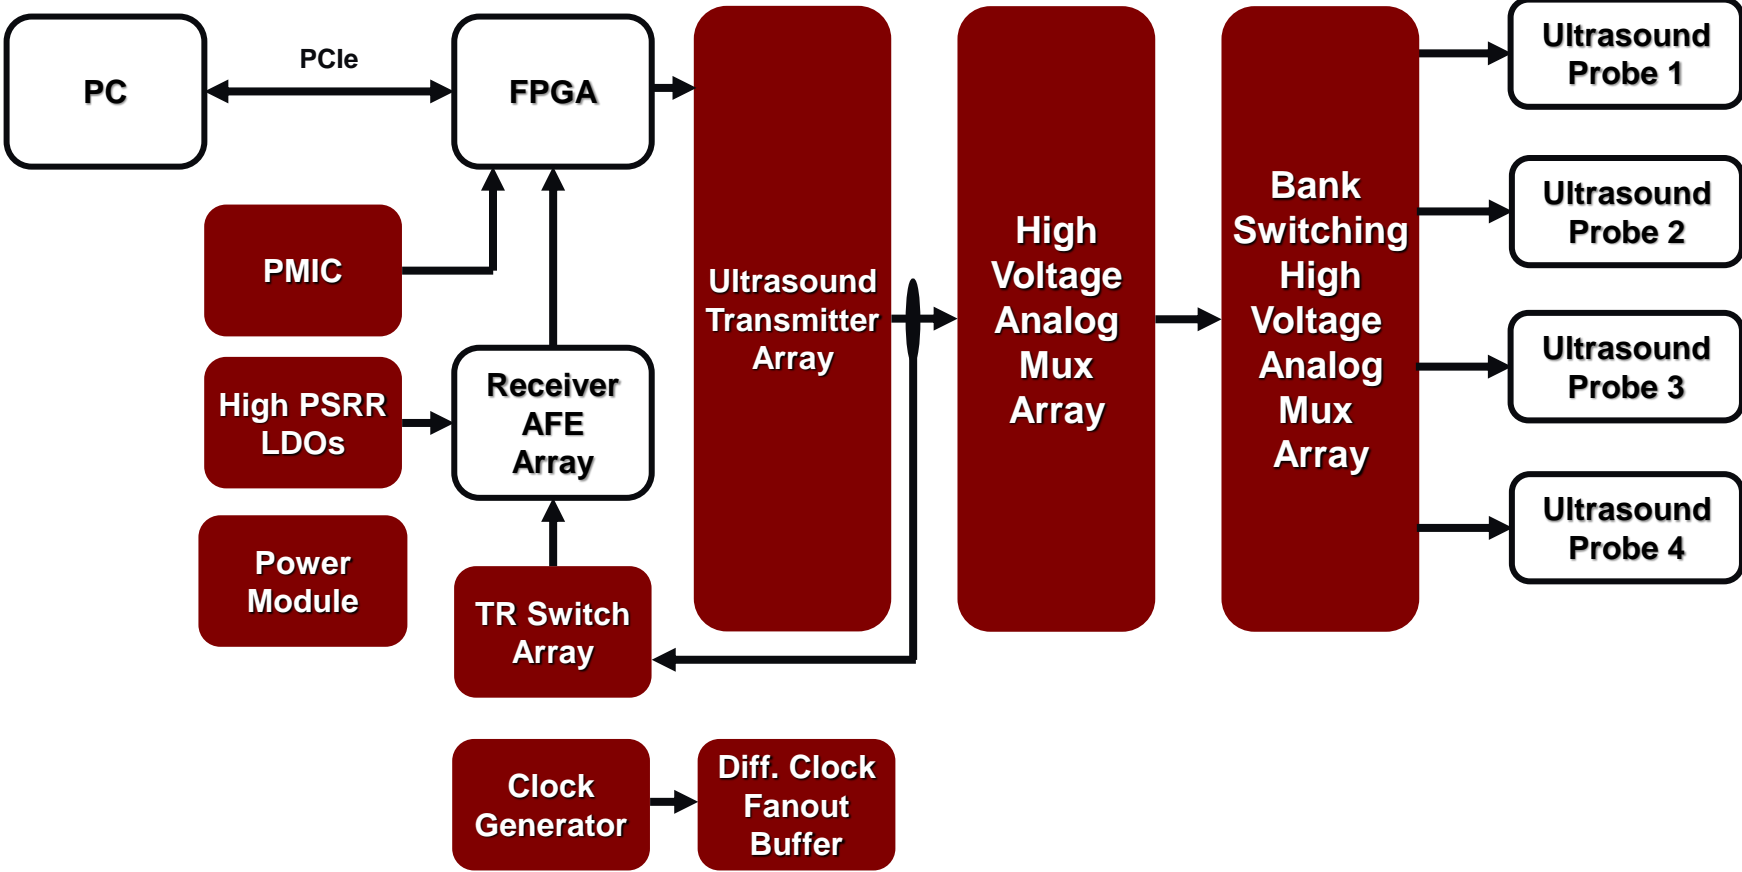 PC
PCIe
FPGA
PMIC
High PSRR
LDOs
Power
Module
Receiver
AFE
Array
TR Switch
Array
Clock
Generator
Diff. Clock
Fanout
Buffer
Ultrasound
Transmitter
Array
High
Voltage
Analog
Mux
Array
Bank
Switching
High
Voltage
Analog
Mux
Array
Ultrasound
Probe 1
Ultrasound
Probe 2
Ultrasound
Probe 3
Ultrasound
Probe 4